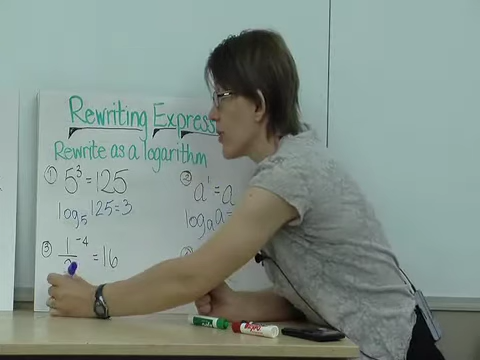 Rewriting Express
Rewrite as a logarithm
① 5³ = 125
log₅ 125 = 3
② a¹ = a
logₐ a =
③ 1 ⁻⁴ = 16